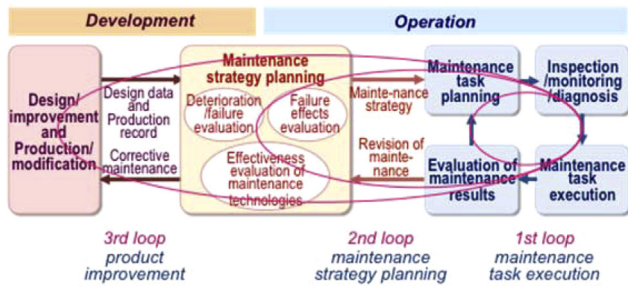 Development
Operation
Design/
improvement
and
Production/
modification
Design data
and
Production
record
Corrective
maintenance
Maintenance
strategy planning
Deterioration
/failure
evaluation
Failure
effects
evaluation
Effectiveness
evaluation of
maintenance
technologies
Mainte-nance
strategy
Revision of
mainte-
nance
Maintenance
task
planning
Inspection
/monitoring
/diagnosis
Evaluation of
maintenance
results
Maintenance
task
execution
3rd loop
product
improvement
2nd loop
maintenance
strategy planning
1st loop
maintenance
task execution